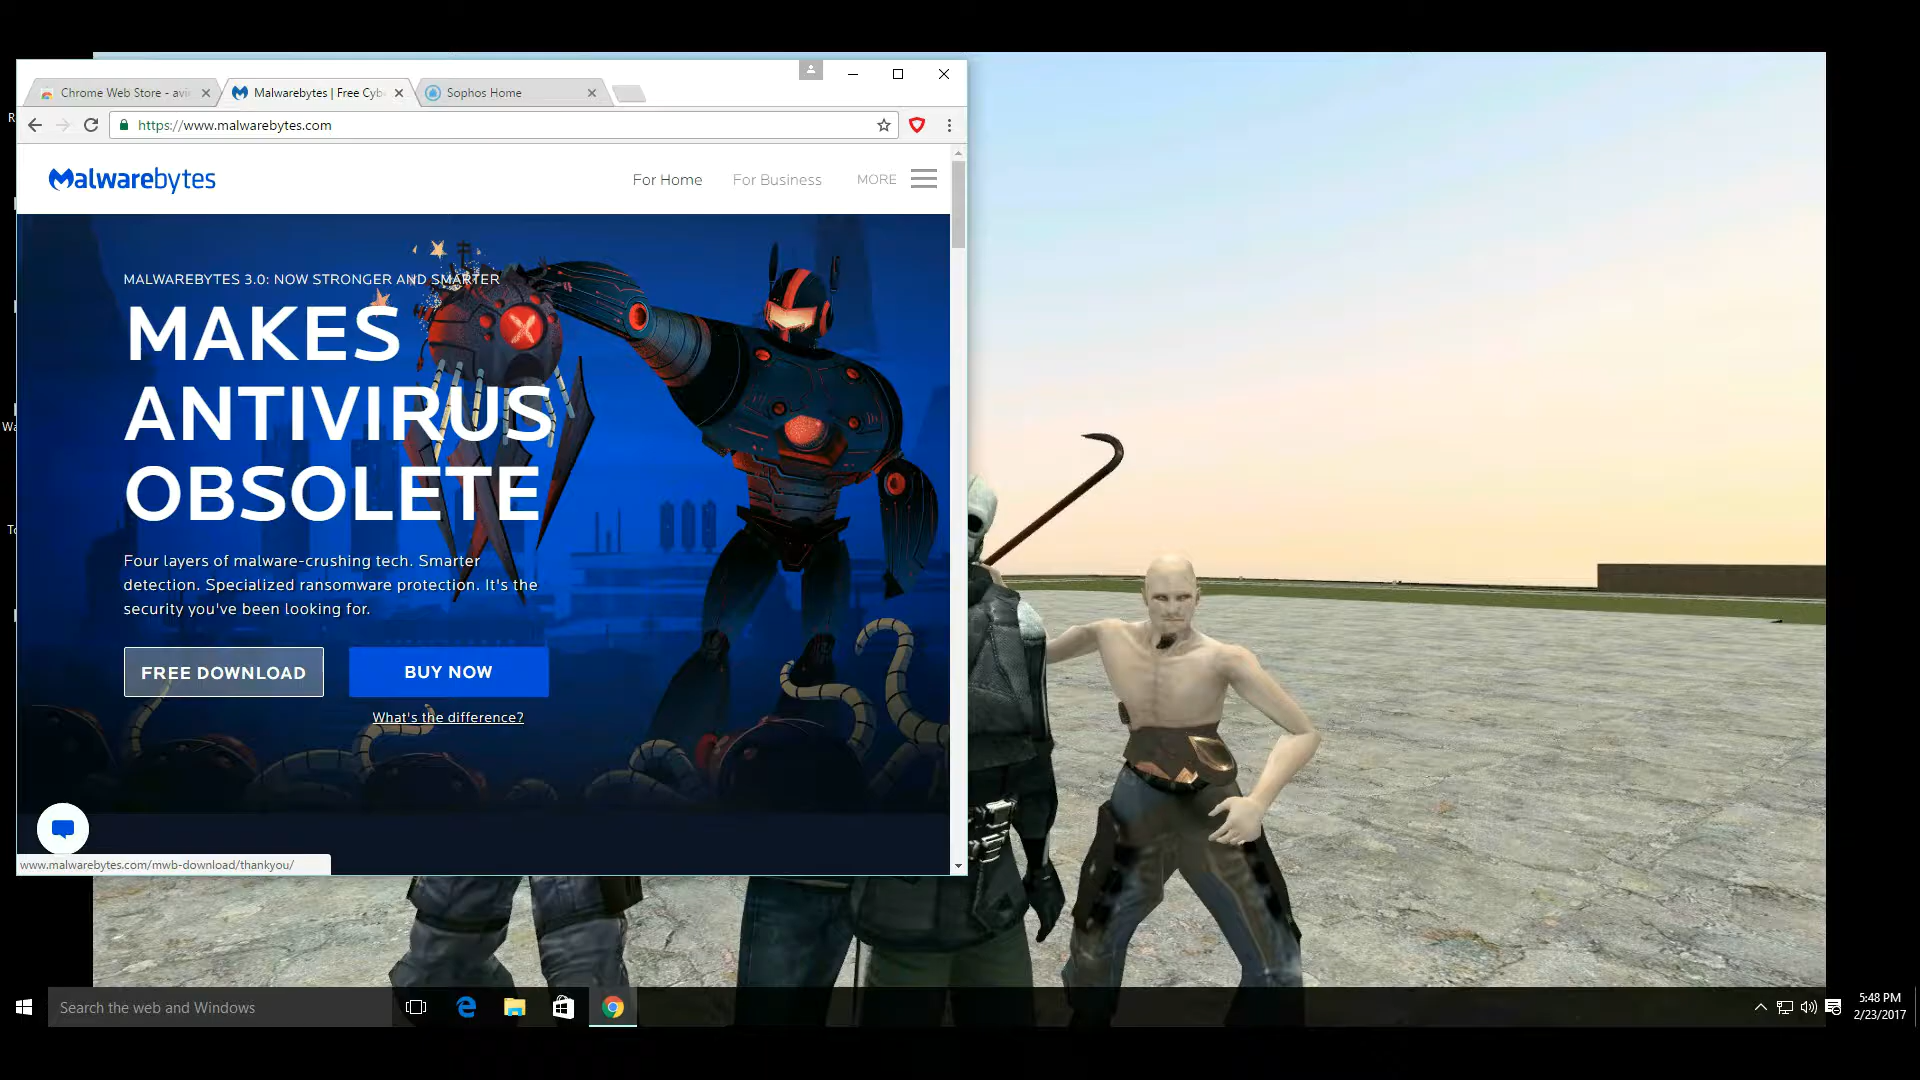 Chrome Web Store - avi
Malwarebytes | Free Cyb
Sophos Home
https://www.malwarebytes.com
Malwarebytes
For Home
For Business
MORE
MALWAREBYTES 3.0: NOW STRONGER AND SMARTER
MAKES
ANTIVIRUS
OBSOLETE
Four layers of malware-crushing tech. Smarter
detection. Specialized ransomware protection. It's the
security you've been looking for.
FREE DOWNLOAD
BUY NOW
What's the difference?
www.malwarebytes.com/mwb-download/thankyou/
Search the web and Windows
5:48 PM
2/23/2017